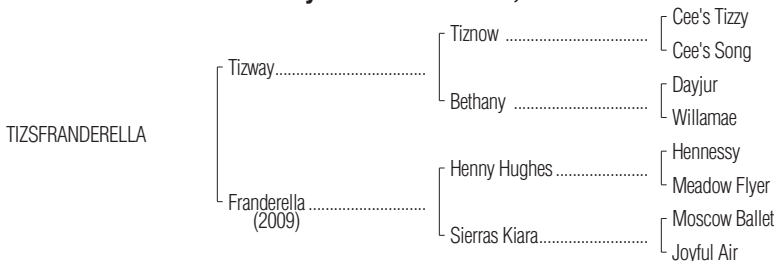 Cee's Tizzy
Tiznow ........................................
Cee's Song
Tizway..........................................
Dayjur
Bethany ......................................
Willamae
TIZSFRANDERELLA
Hennessy
Henny Hughes .........................
Meadow Flyer
Franderella ................................
(2009)
Moscow Ballet
Sierras Kiara..............................
Joyful Air